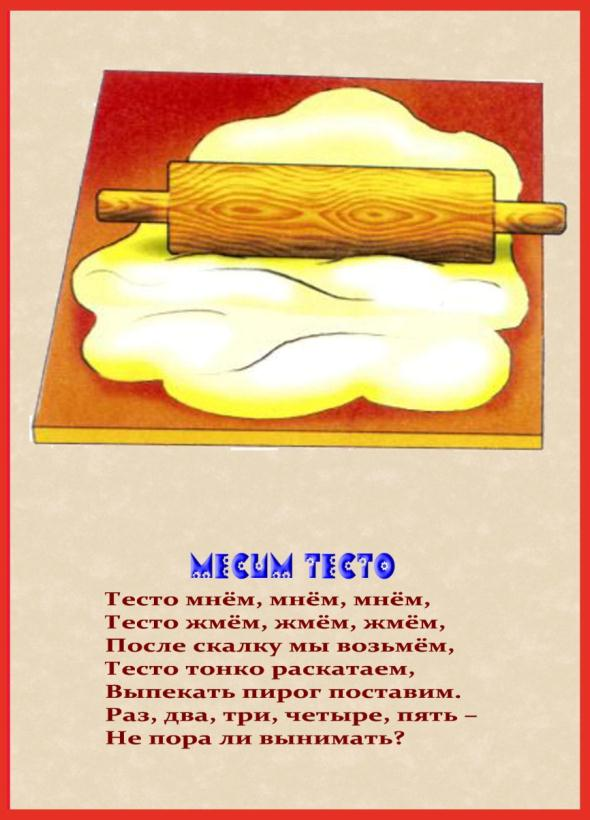 МЕСИМ ТЕСТО
Тесто мнём, мнём, мнём,
Тесто жмём, жмём, жмём,
После скалку мы возьмём,
Тесто тонко раскатаем,
Выпекать пирог поставим.
Раз, два, три, четыре, пять –
Не пора ли вынимать?